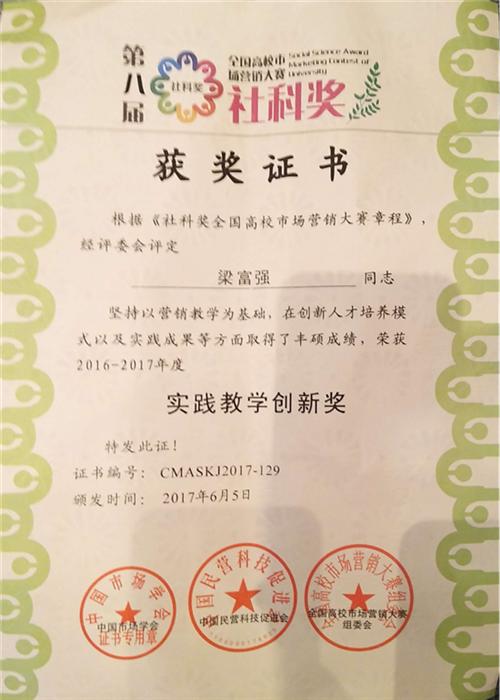 第八届
社科奖
全国高校市场营销大赛
Social Science Award
Marketing Contest of
University
社科奖
获奖证书
根据《社科奖全国高校市场营销大赛章程》，
经评委会评定
梁富强 同志
坚持以营销教学为基础，在创新人才培养模
式以及实践成果等方面取得了丰硕成绩，荣获
2016-2017年度
实践教学创新奖
特发此证！
证书编号： CMASKJ2017-129
颁发时间： 2017年6月5日
中国市场学会
中国市场学会
证书专用章
中国民营科技促进会
中国民营科技促进会
全国高校市场营销大赛组委会
全国高校市场营销大赛
组委会